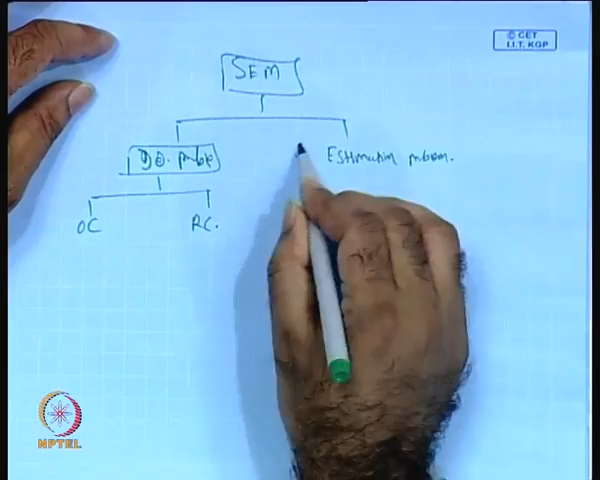 © CET
I.I.T. KGP
SEM
ID. prob
Estimation problem.
OC
RC.
NPTEL